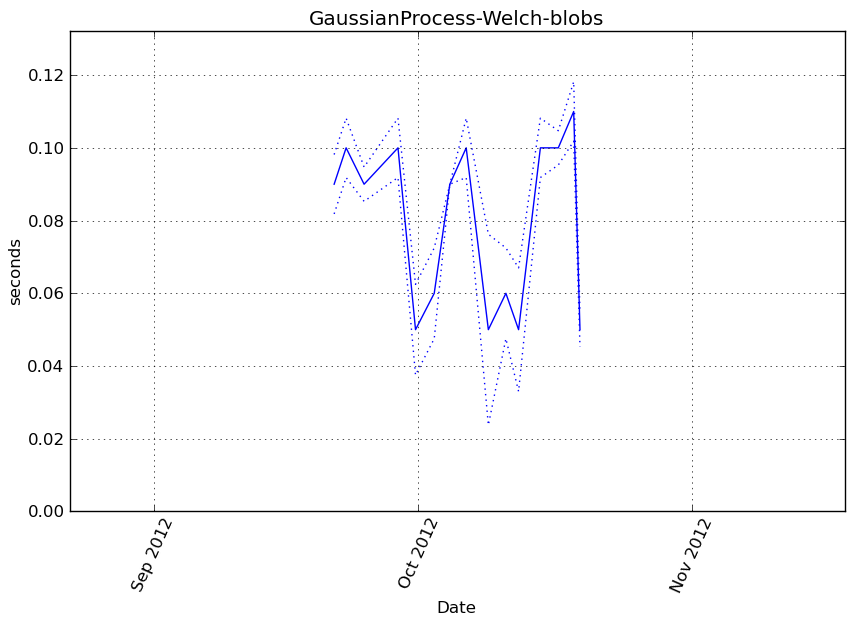 GaussianProcess-Welch-blobs
0.12
0.10
0.08
0.06
0.04
0.02
0.00
seconds
Sep 2012
Oct 2012
Nov 2012
Date